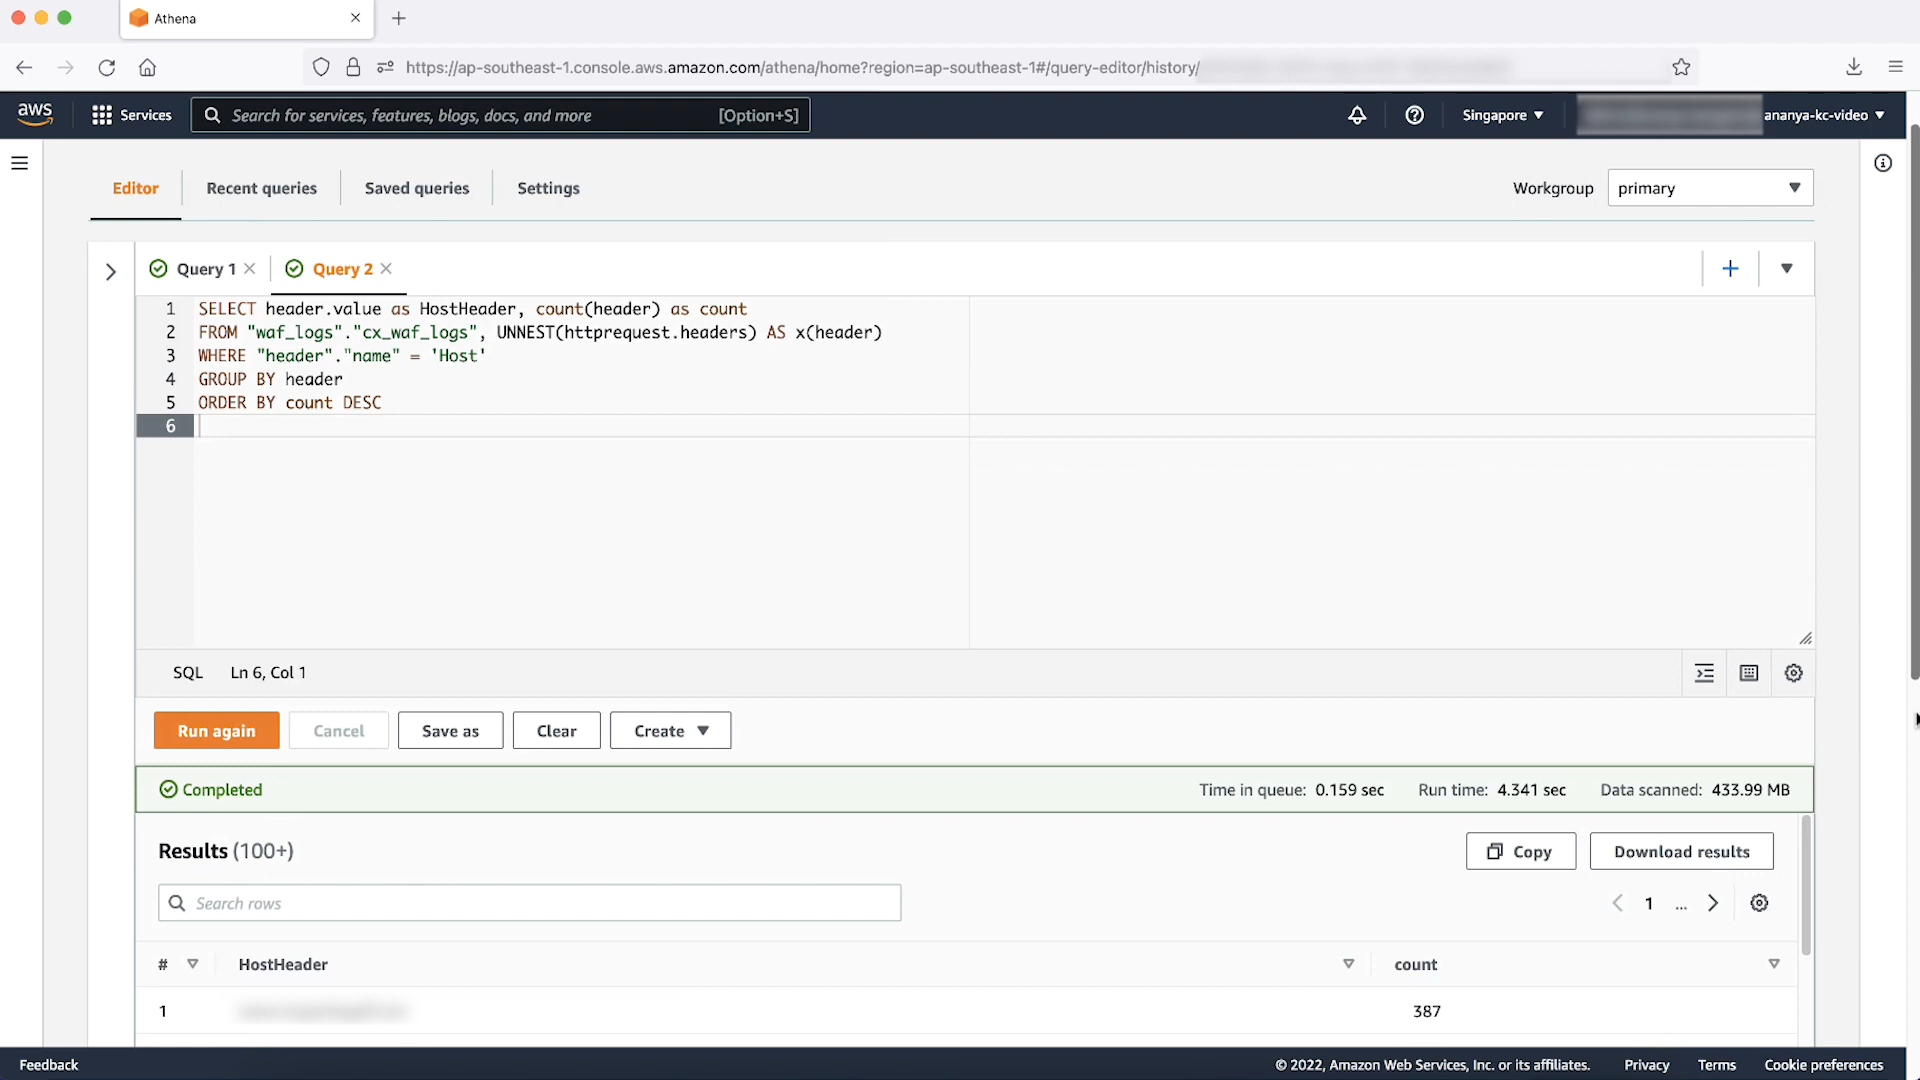 Athena
https://ap-southeast-1.console.aws.amazon.com/athena/home?region=ap-southeast-1#/query-editor/history/
aws Services Search for services, features, blogs, docs, and more [Option+S] Singapore ananya-kc-video
Editor Recent queries Saved queries Settings Workgroup primary
Query 1 Query 2
1 SELECT header.value as HostHeader, count(header) as count
2 FROM "waf_logs"."cx_waf_logs", UNNEST(httprequest.headers) AS x(header)
3 WHERE "header"."name" = 'Host'
4 GROUP BY header
5 ORDER BY count DESC
6
SQL Ln 6, Col 1
Run again Cancel Save as Clear Create
Completed Time in queue: 0.159 sec Run time: 4.341 sec Data scanned: 433.99 MB
Results (100+) Copy Download results
Search rows 1 ...
# HostHeader count
1 387
Feedback © 2022, Amazon Web Services, Inc. or its affiliates. Privacy Terms Cookie preferences